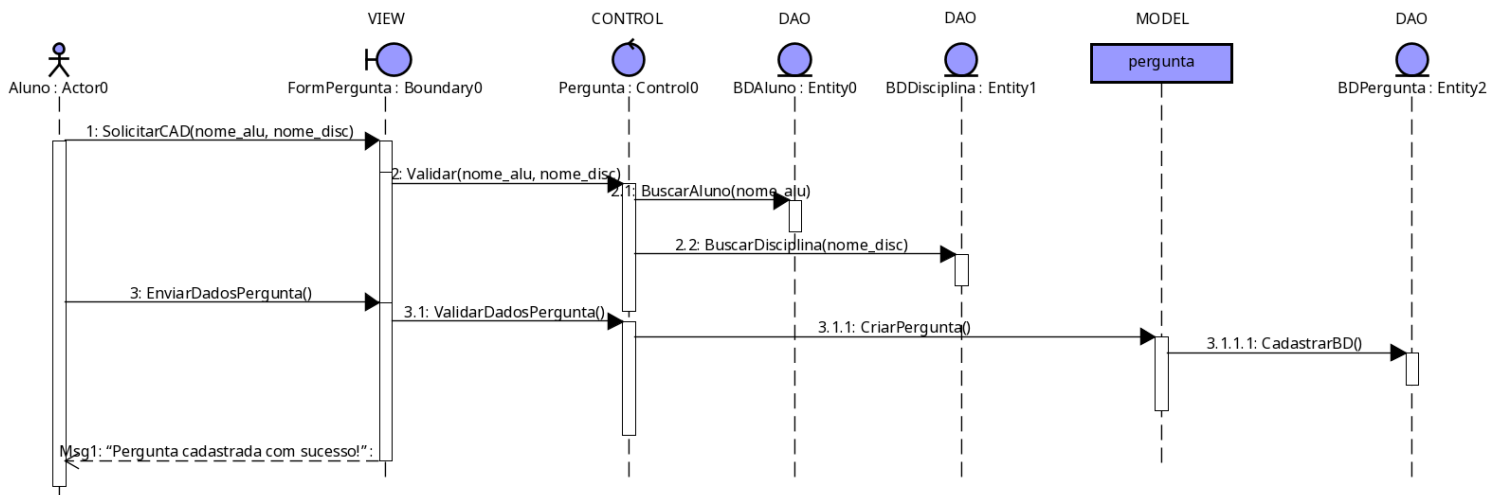 VIEW
CONTROL
DAO
DAO
MODEL
DAO
pergunta
Aluno : Actor0
FormPergunta : Boundary0
Pergunta : Control0
BDAluno : Entity0
BDDisciplina : Entity1
BDPergunta : Entity2
1: SolicitarCAD(nome_alu, nome_disc)
2: Validar(nome_alu, nome_disc)
2.1: BuscarAluno(nome_alu)
2.2: BuscarDisciplina(nome_disc)
3: EnviarDadosPergunta()
3.1: ValidarDadosPergunta()
3.1.1: CriarPergunta()
3.1.1.1: CadastrarBD()
Msg1: “Pergunta cadastrada com sucesso!” :